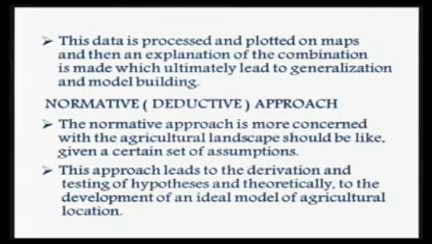 ➢ This data is processed and plotted on maps
and then an explanation of the combination
is made which ultimately lead to generalization
and model building.
NORMATIVE ( DEDUCTIVE ) APPROACH
➢ The normative approach is more concerned
with the agricultural landscape should be like,
given a certain set of assumptions.
➢ This approach leads to the derivation and
testing of hypotheses and theoretically, to the
development of an ideal model of agricultural
location.